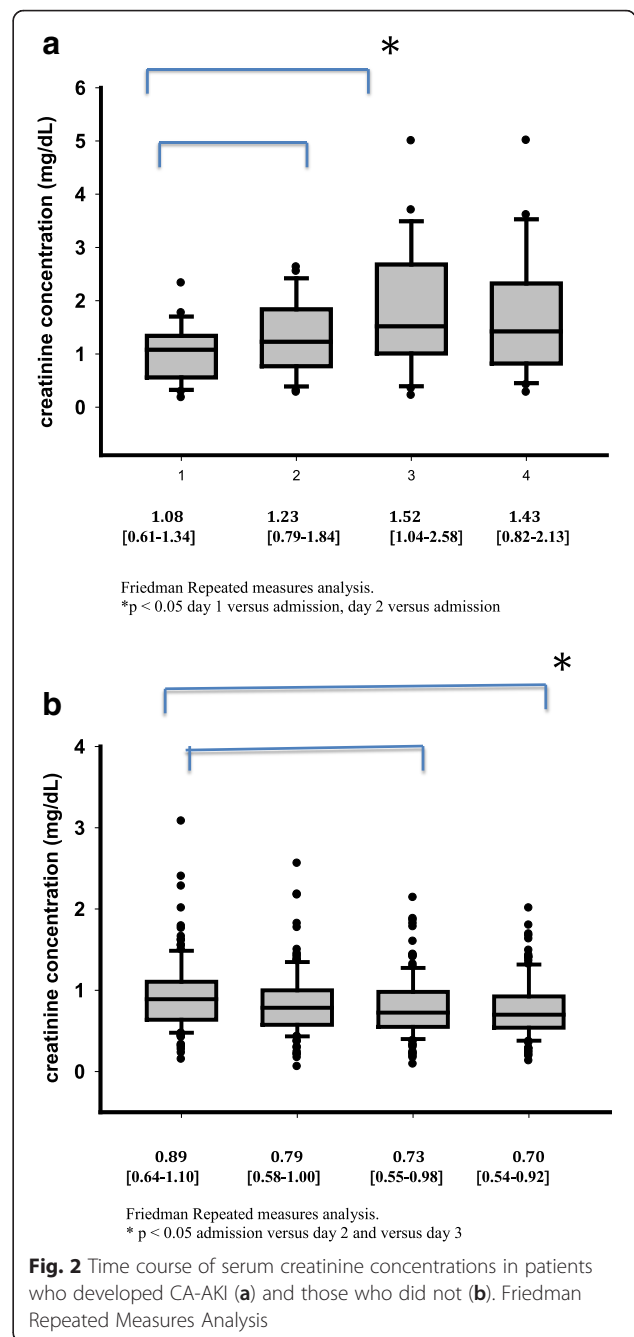 a
*
creatinine concentration (mg/dL)
6
5
4
3
2
1
0
1 2 3 4
1.08 1.23 1.52 1.43
[0.61-1.34] [0.79-1.84] [1.04-2.58] [0.82-2.13]
Friedman Repeated measures analysis.
*p < 0.05 day 1 versus admission, day 2 versus admission
*
b
creatinine concentration (mg/dL)
4
3
2
1
0
0.89 0.79 0.73 0.70
[0.64-1.10] [0.58-1.00] [0.55-0.98] [0.54-0.92]
Friedman Repeated measures analysis.
* p < 0.05 admission versus day 2 and versus day 3
Fig. 2 Time course of serum creatinine concentrations in patients
who developed CA-AKI (a) and those who did not (b). Friedman
Repeated Measures Analysis